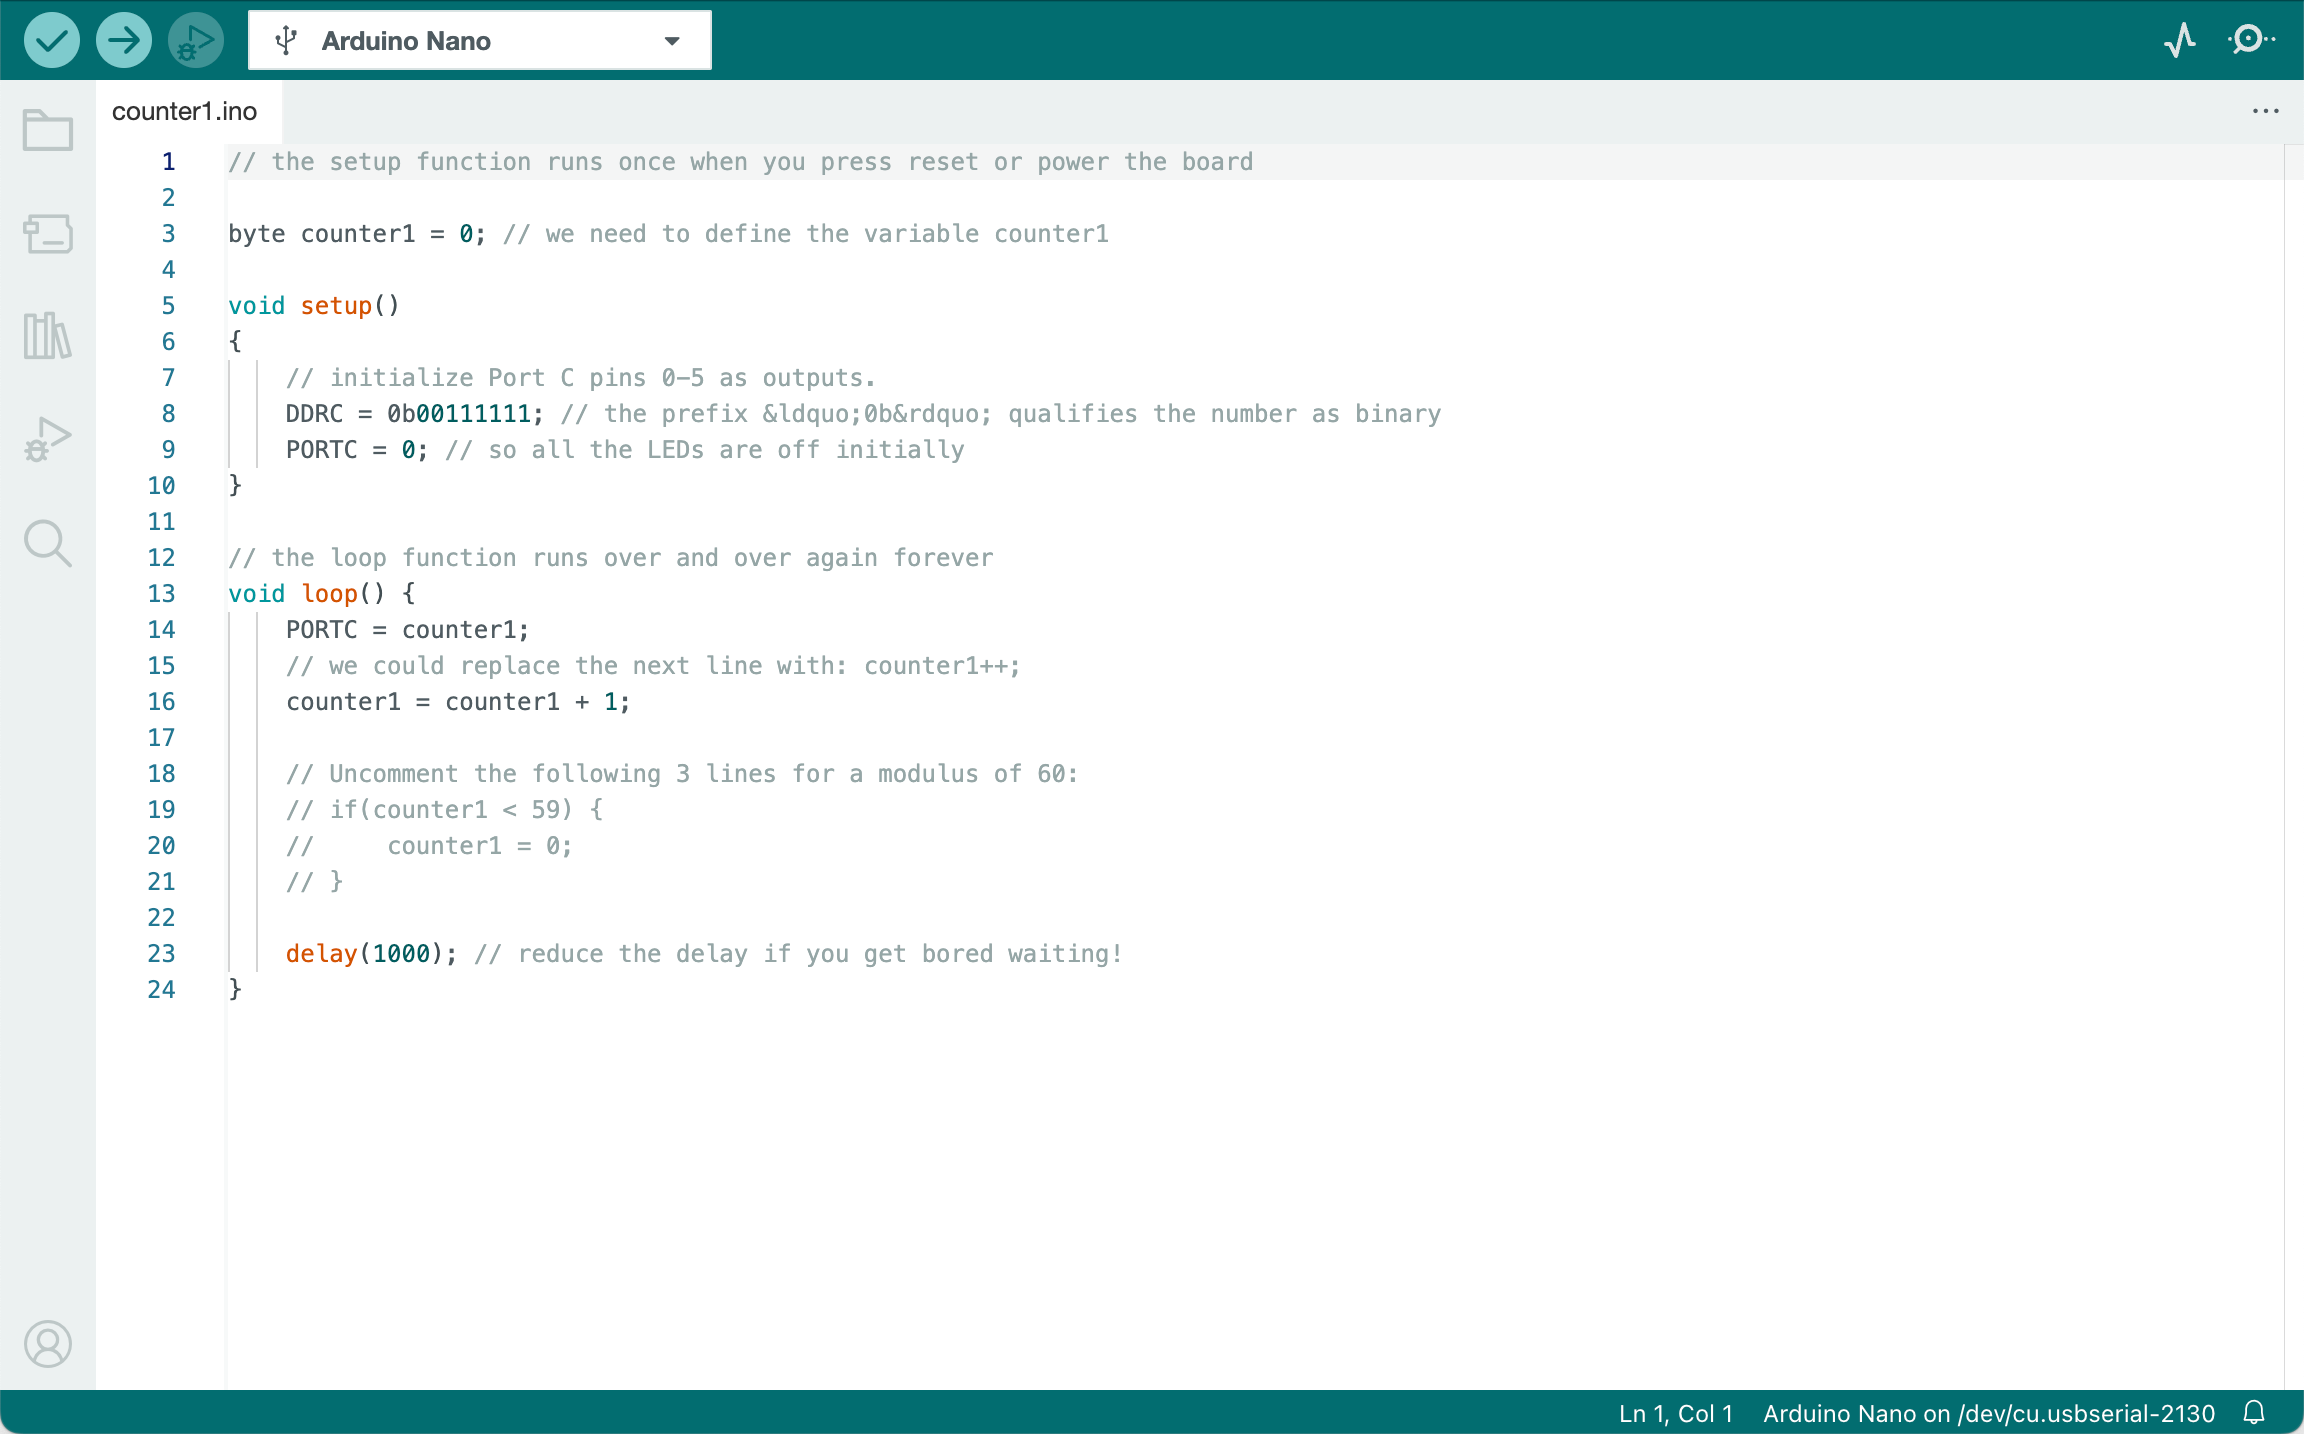 Arduino Nano
counter1.ino
1 // the setup function runs once when you press reset or power the board
2
3 byte counter1 = 0; // we need to define the variable counter1
4
5 void setup()
6 {
7 // initialize Port C pins 0-5 as outputs.
8 DDRC = 0b00111111; // the prefix &ldquo;0b&rdquo; qualifies the number as binary
9 PORTC = 0; // so all the LEDs are off initially
10 }
11
12 // the loop function runs over and over again forever
13 void loop() {
14 PORTC = counter1;
15 // we could replace the next line with: counter1++;
16 counter1 = counter1 + 1;
17
18 // Uncomment the following 3 lines for a modulus of 60:
19 // if(counter1 < 59) {
20 //     counter1 = 0;
21 // }
22
23 delay(1000); // reduce the delay if you get bored waiting!
24 }
Ln 1, Col 1 Arduino Nano on /dev/cu.usbserial-2130